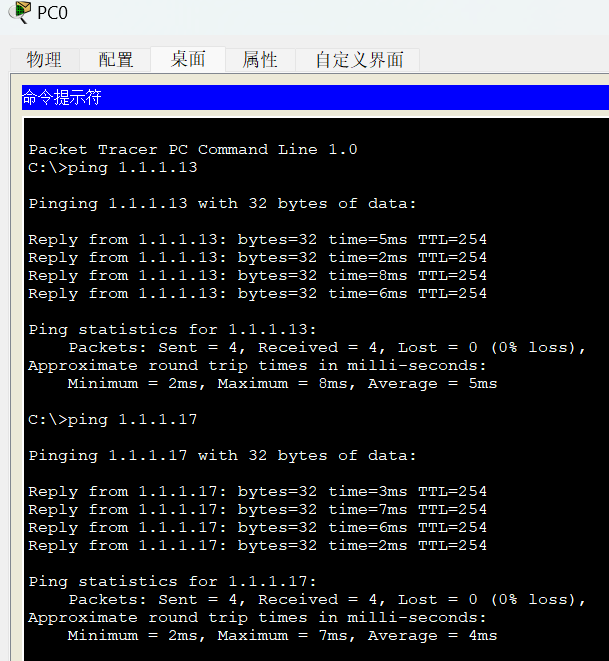 PC0
物理 配置 桌面 属性 自定义界面
命令提示符
Packet Tracer PC Command Line 1.0
C:\>ping 1.1.1.13
Pinging 1.1.1.13 with 32 bytes of data:
Reply from 1.1.1.13: bytes=32 time=5ms TTL=254
Reply from 1.1.1.13: bytes=32 time=2ms TTL=254
Reply from 1.1.1.13: bytes=32 time=8ms TTL=254
Reply from 1.1.1.13: bytes=32 time=6ms TTL=254
Ping statistics for 1.1.1.13:
    Packets: Sent = 4, Received = 4, Lost = 0 (0% loss),
Approximate round trip times in milli-seconds:
    Minimum = 2ms, Maximum = 8ms, Average = 5ms
C:\>ping 1.1.1.17
Pinging 1.1.1.17 with 32 bytes of data:
Reply from 1.1.1.17: bytes=32 time=3ms TTL=254
Reply from 1.1.1.17: bytes=32 time=7ms TTL=254
Reply from 1.1.1.17: bytes=32 time=6ms TTL=254
Reply from 1.1.1.17: bytes=32 time=2ms TTL=254
Ping statistics for 1.1.1.17:
    Packets: Sent = 4, Received = 4, Lost = 0 (0% loss),
Approximate round trip times in milli-seconds:
    Minimum = 2ms, Maximum = 7ms, Average = 4ms